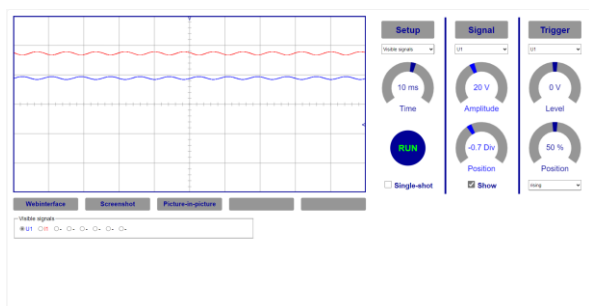 Setup
Signal
Trigger
Visible signals
U1
U1
10 ms
20 V
0 V
Time
Amplitude
Level
RUN
-0.7 Div
50 %
Position
Position
Single-shot
Show
rising
Webinterface
Screenshot
Picture-in-picture
Visible signals
U1 I1 - - - - -